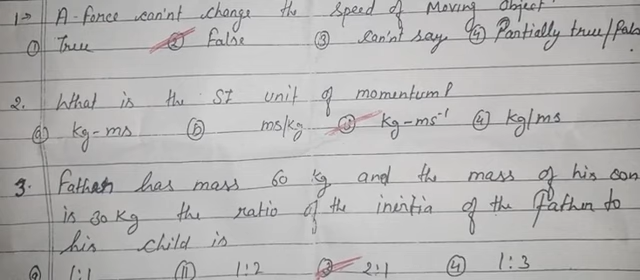 1→ A force can'nt change the speed of Moving Object
① True ② False ③ can'nt say ④ Partially true/Fals
2. What is the SI unit of momentum?
ⓐ kg-ms ⓑ ms/kg kg-ms⁻¹ ④ kg/ms
3. Father has mass 60 kg and the mass of his son
is 30 Kg the ratio of the inertia of the father to
his child is
1:1 ⓘⓘ 1:2 ③ 2:1 ④ 1:3